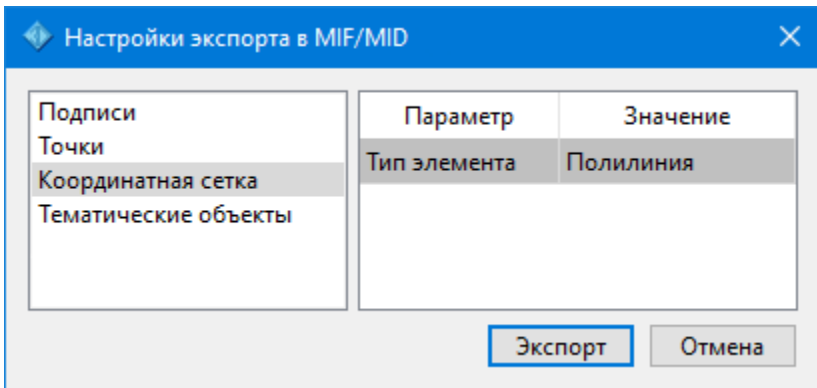 Настройки экспорта в MIF/MID
Подписи
Точки
Координатная сетка
Тематические объекты
Параметр Значение
Тип элемента Полилиния
Экспорт Отмена